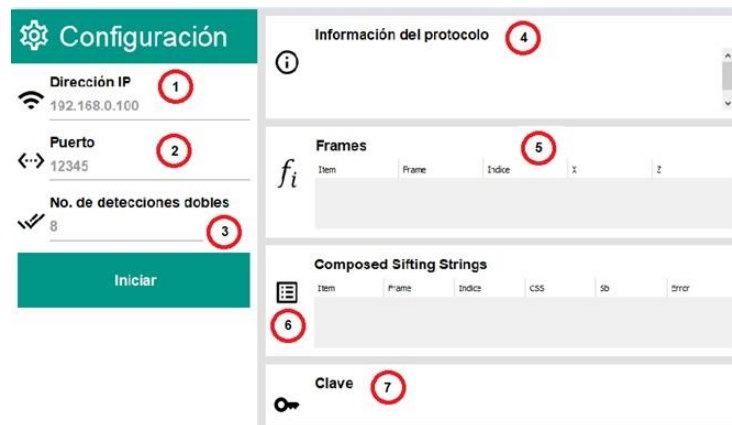 Configuración
Dirección IP
1
192.168.0.100
Puerto
2
12345
No. de detecciones dobles
8
3
Iniciar
Información del protocolo
4
Frames
5
fi
Item Frame Indice X Z
Composed Sifting Strings
Item Frame Indice CSS Sb Error
6
Clave
7